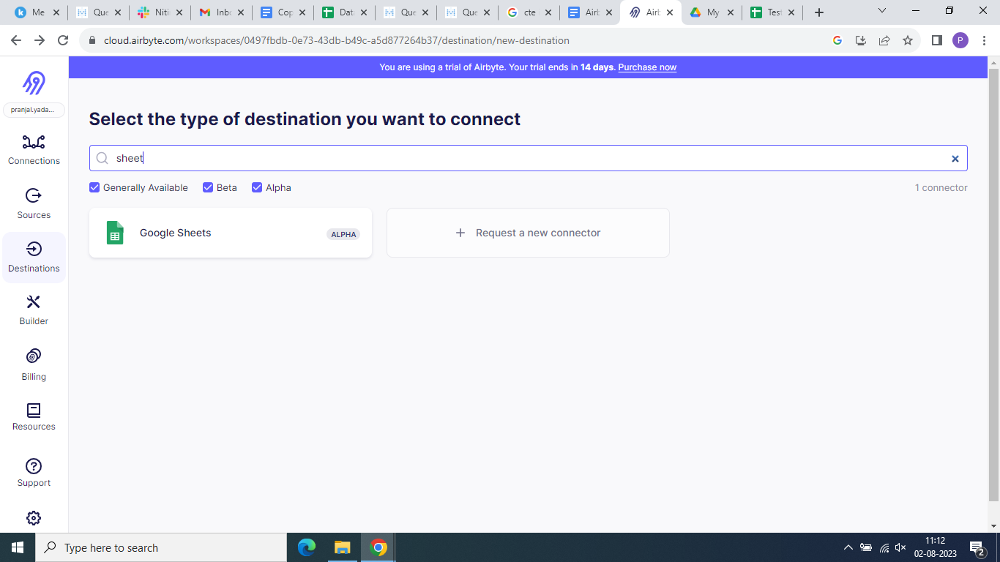 Me
Que
Niti
Inbo
Cop
Data
Que
Que
cte
Airb
Airb
My
Test
cloud.airbyte.com/workspaces/0497fbdb-0e73-43db-b49c-a5d877264b37/destination/new-destination
P
You are using a trial of Airbyte. Your trial ends in 14 days. Purchase now
pranjal.yada...
Connections
Sources
Destinations
Builder
Billing
Resources
Support
Select the type of destination you want to connect
sheet
Generally Available
Beta
Alpha
1 connector
Google Sheets
ALPHA
Request a new connector
Type here to search
11:12
02-08-2023
2